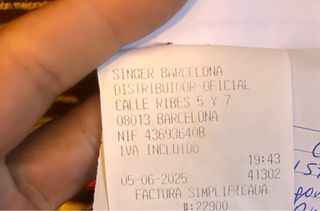 SINGER BARCELONA
DISTRIBUIDOR OFICIAL
CALLE RIBES 5 Y 7
08013 BARCELONA
NIF 43693640B
IVA INCLUIDO
19:43
05-06-2025 41302
FACTURA SIMPLIFICADA
#:22900